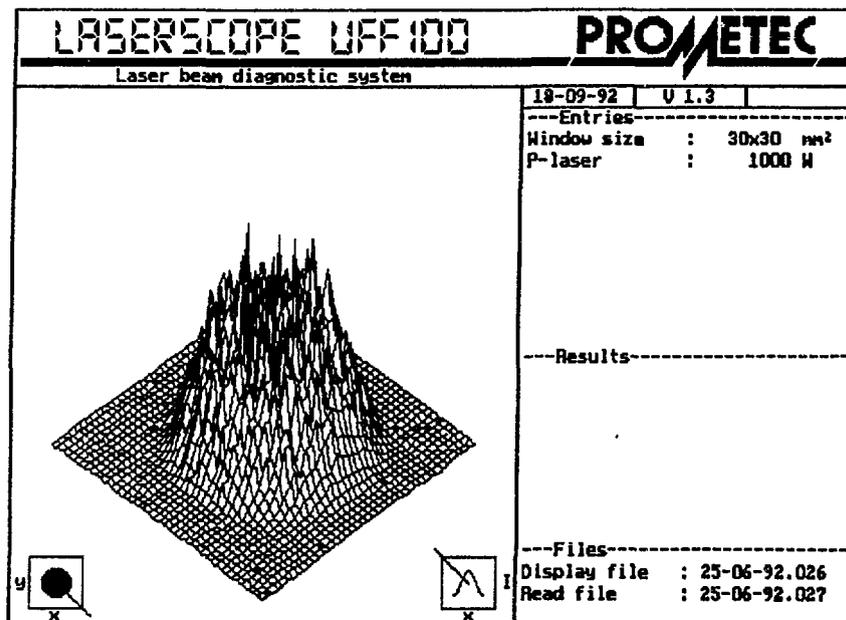 LASERSCOPE UFF100
PROMETEC
Laser beam diagnostic system
18-09-92 V 1.3
---Entries---
Window size : 30x30 mm²
P-laser : 1000 W
---Results---
---Files---
Display file : 25-06-92.026
Read file : 25-06-92.027
y
x
I
x